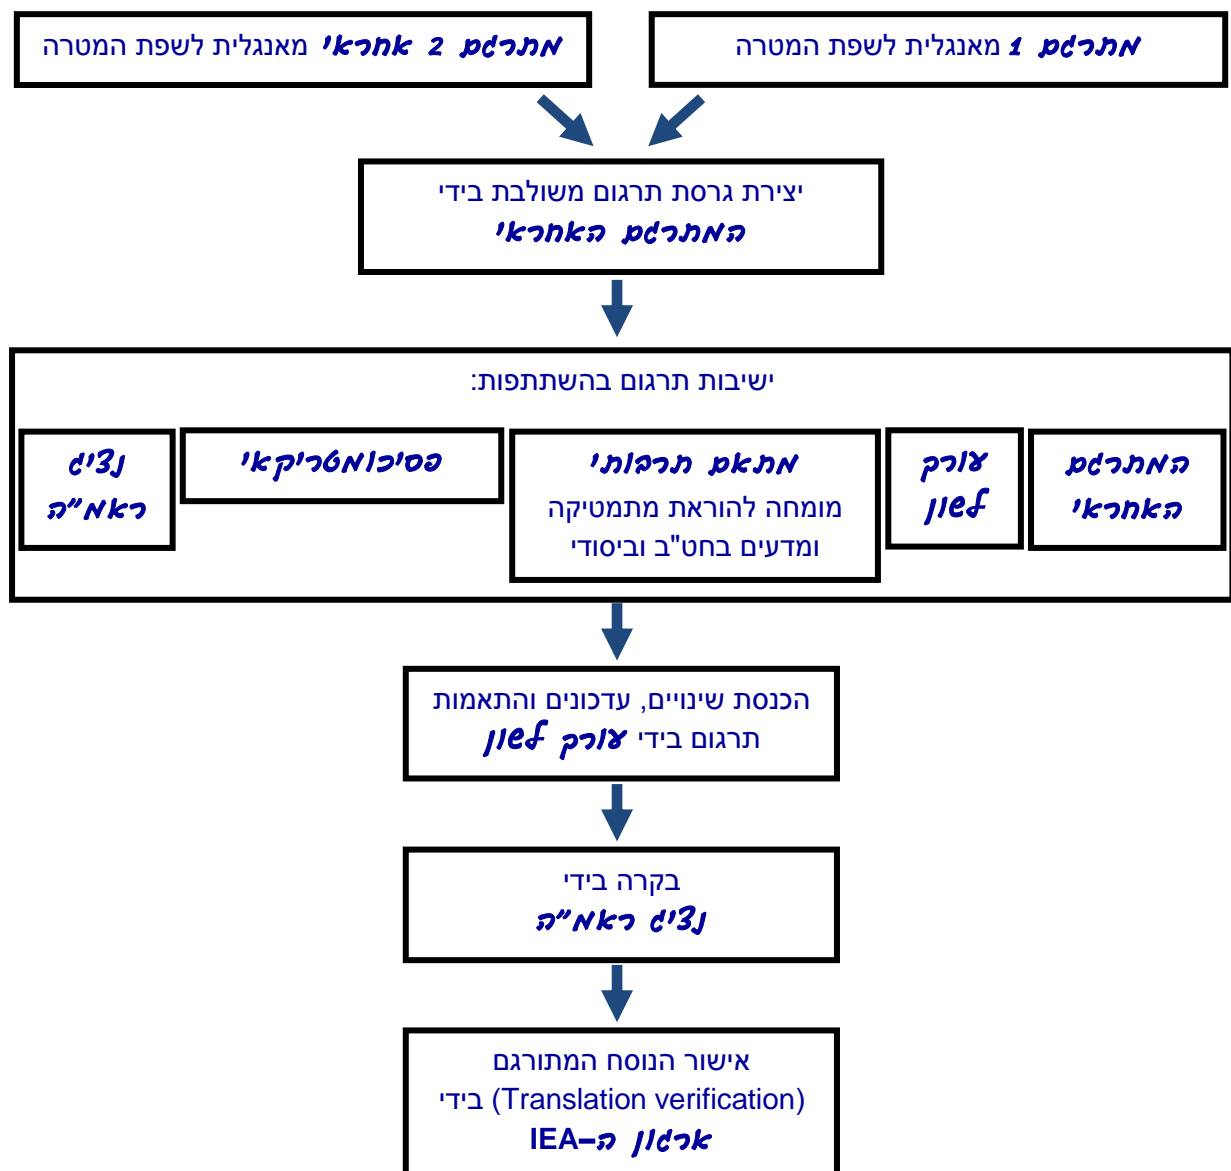 מתרגם 1 מאנגלית לשפת המטרה
מתרגם 2 אחראי מאנגלית לשפת המטרה
יצירת גרסת תרגום משולבת בידי
המתרגם האחראי
ישיבות תרגום בהשתתפות:
המתרגם
האחראי
עורך
לשון
מתאם תרבותי
מומחה להוראת מתמטיקה
ומדעים בחט"ב וביסודי
פסיכומטריקאי
נציג
ראמ"ה
הכנסת שינויים, עדכונים והתאמות
תרגום בידי עורך לשון
בקרה בידי
נציג ראמ"ה
אישור הנוסח המתורגם
(Translation verification) בידי
ארגון ה–IEA